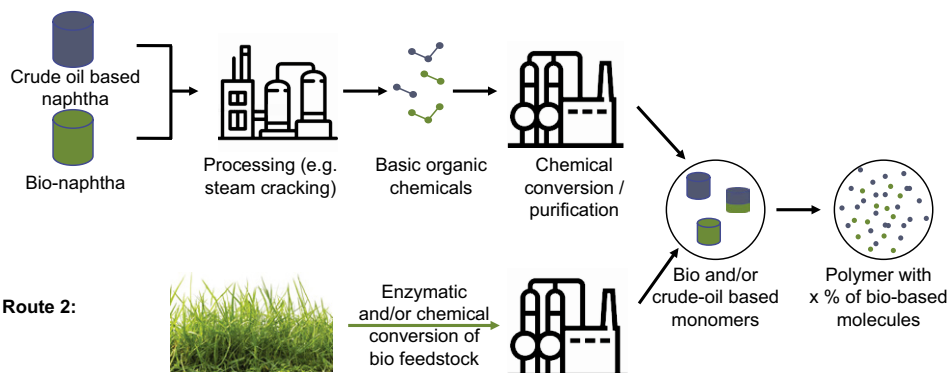 Crude oil based
naphtha
Bio-naphtha
Processing (e.g.
steam cracking)
Basic organic
chemicals
Chemical
conversion /
purification
Bio and/or
crude-oil based
monomers
Polymer with
x % of bio-based
molecules
Route 2:
Enzymatic
and/or chemical
conversion of
bio feedstock